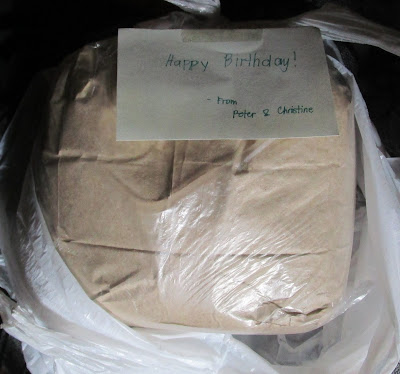 Happy Birthday!
- From
Peter & Christine